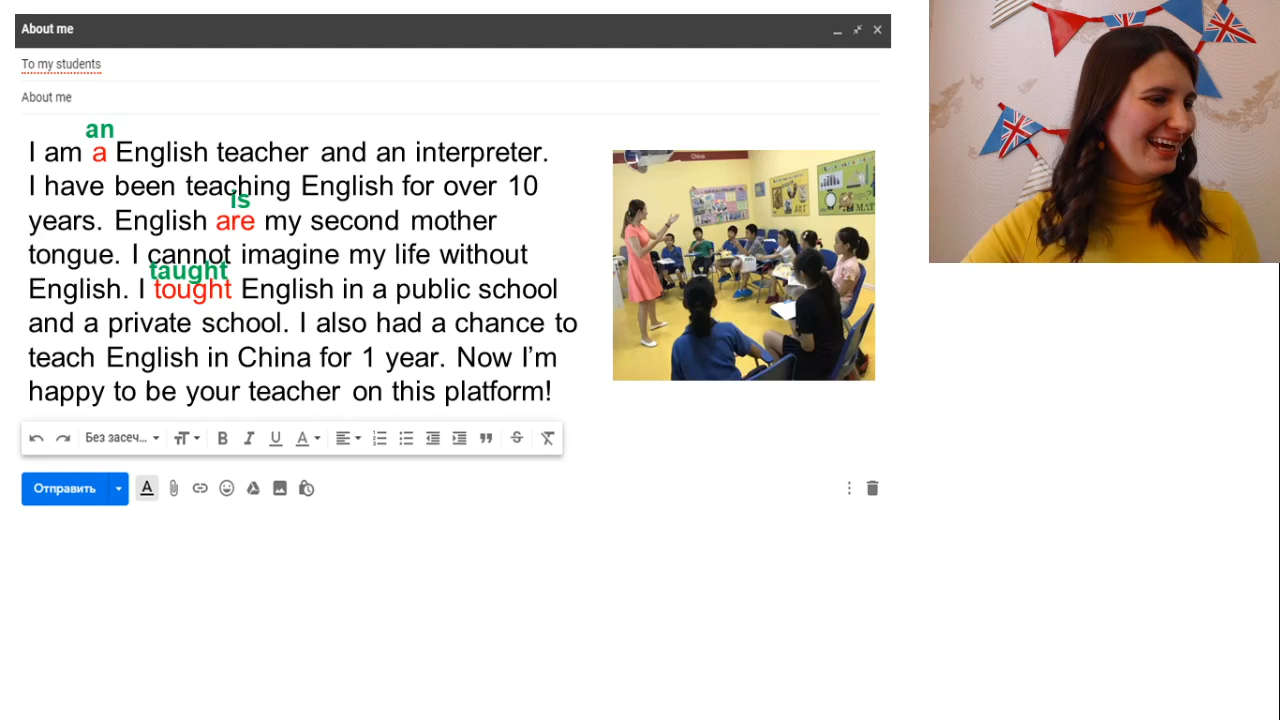 About me
To my students
About me
an
I am a English teacher and an interpreter.
I have been teaching English for over 10
is
years. English are my second mother
tongue. I cannot imagine my life without
taught
English. I tought English in a public school
and a private school. I also had a chance to
teach English in China for 1 year. Now I'm
happy to be your teacher on this platform!
Без засеч...
Отправить